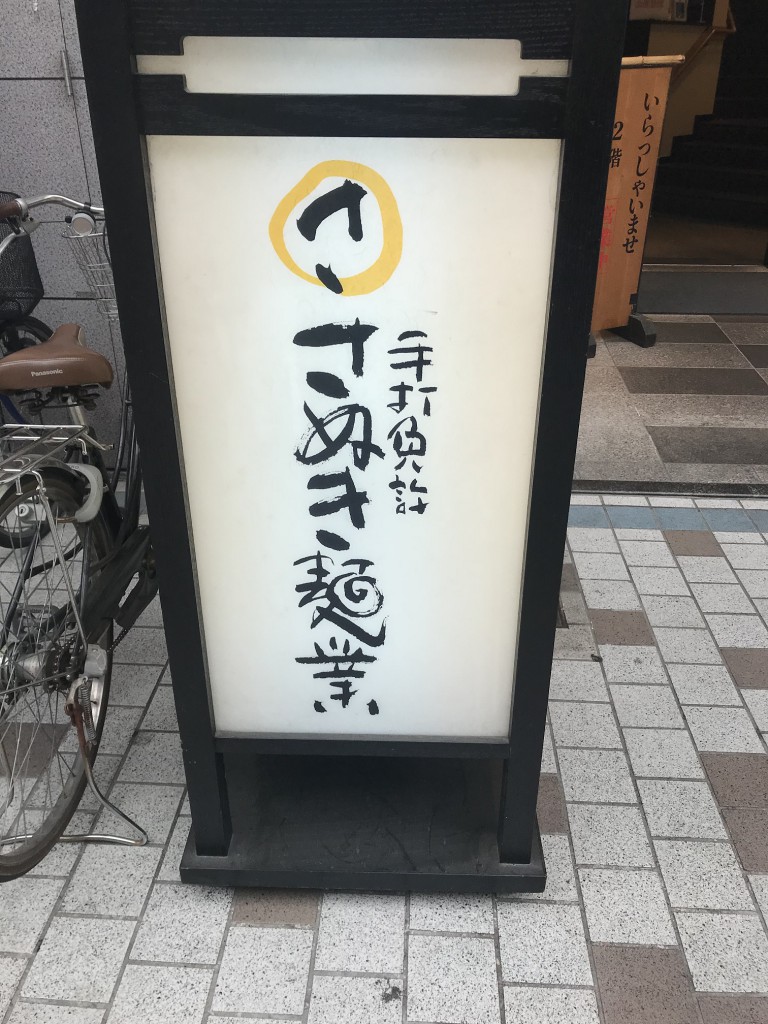 さ
手打免許
さぬき麺業
いらっしゃいませ
2階
Panasonic